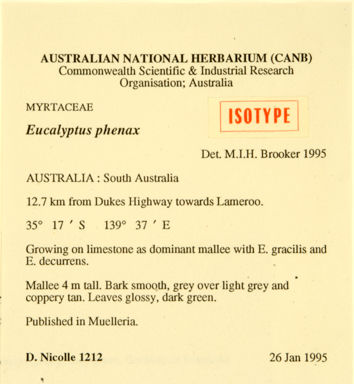 AUSTRALIAN NATIONAL HERBARIUM (CANB)
Commonwealth Scientific & Industrial Research
Organisation; Australia
MYRTACEAE
ISOTYPE
Eucalyptus phenax
Det. M.I.H. Brooker 1995
AUSTRALIA : South Australia
12.7 km from Dukes Highway towards Lameroo.
35° 17 ' S 139° 37 ' E
Growing on limestone as dominant mallee with E. gracilis and
E. decurrens.
Mallee 4 m tall. Bark smooth, grey over light grey and
coppery tan. Leaves glossy, dark green.
Published in Muelleria.
D. Nicolle 1212 26 Jan 1995